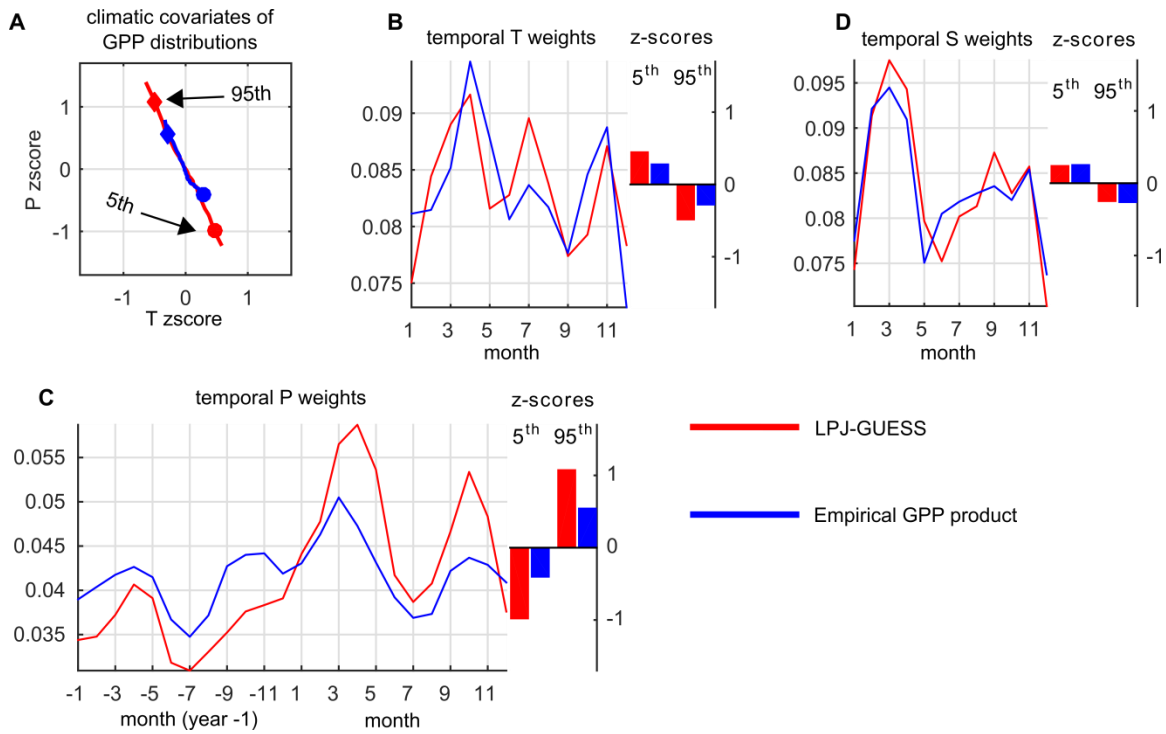 A
climatic covariates of
GPP distributions
P zscore
1
0
-1
95th
5th
-1 0 1
T zscore
B
temporal T weights
0.09
0.085
0.08
0.075
1 3 5 7 9 11
month
z-scores
5th 95th
1
0
-1
D
temporal S weights
0.095
0.09
0.085
0.08
0.075
1 3 5 7 9 11
month
z-scores
5th 95th
1
0
-1
C
temporal P weights
0.055
0.05
0.045
0.04
0.035
-1 -3 -5 -7 -9 -11 1 3 5 7 9 11
month (year -1) month
z-scores
5th 95th
1
0
-1
LPJ-GUESS
Empirical GPP product